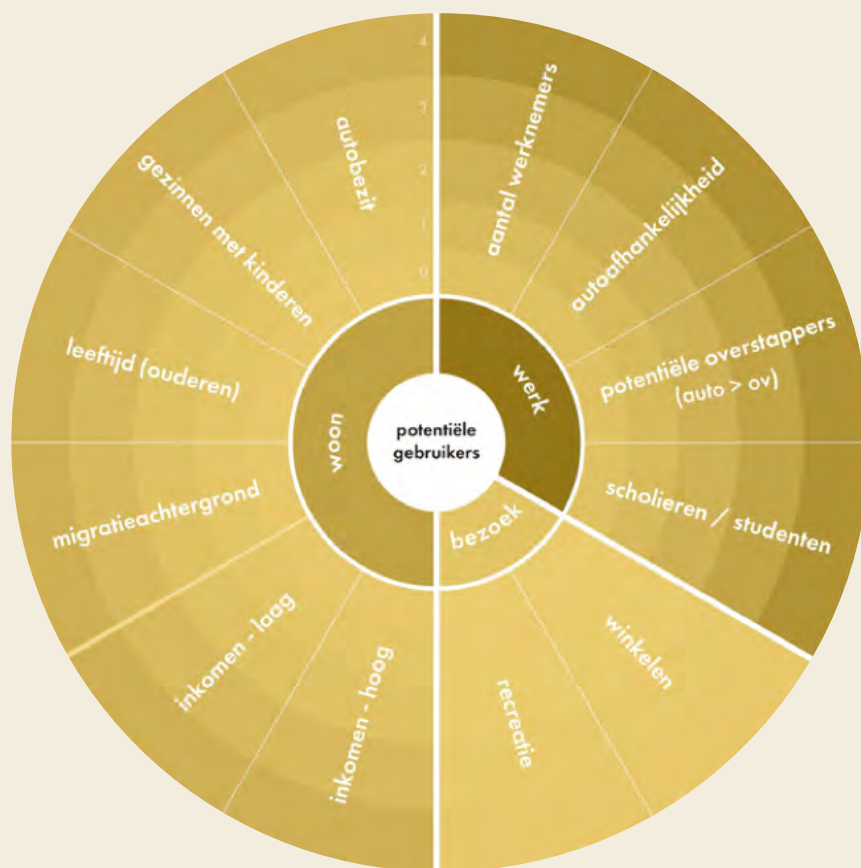 4
3
2
1
0
autobezit
aantal werknemers
autoafhankelijkheid
potentiële overstappers
(auto > ov)
scholieren / studenten
winkelen
recreatie
inkomen - hoog
inkomen - laag
migratieachtergrond
leeftijd (ouderen)
gezinnen met kinderen
woon
werk
bezoek
potentiële
gebruikers